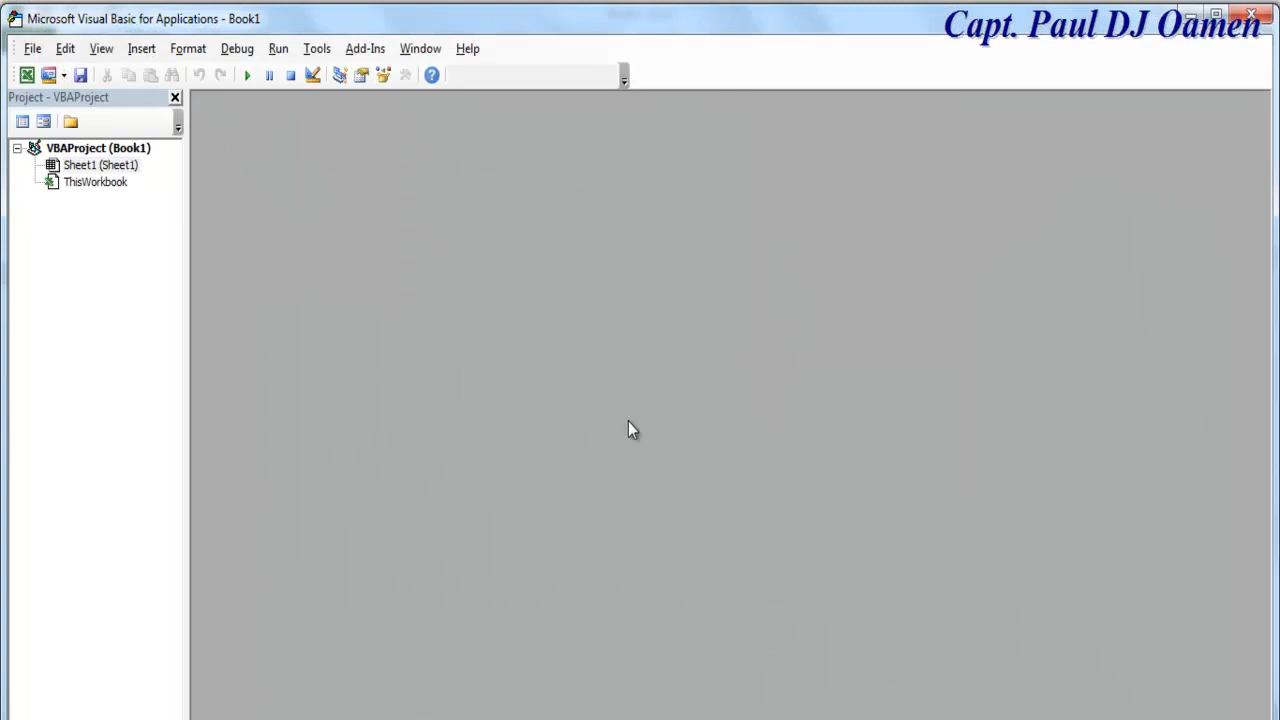 Microsoft Visual Basic for Applications - Book1
Capt. Paul DJ Oamen
File Edit View Insert Format Debug Run Tools Add-Ins Window Help
Project - VBAProject
VBAProject (Book1)
Sheet1 (Sheet1)
ThisWorkbook